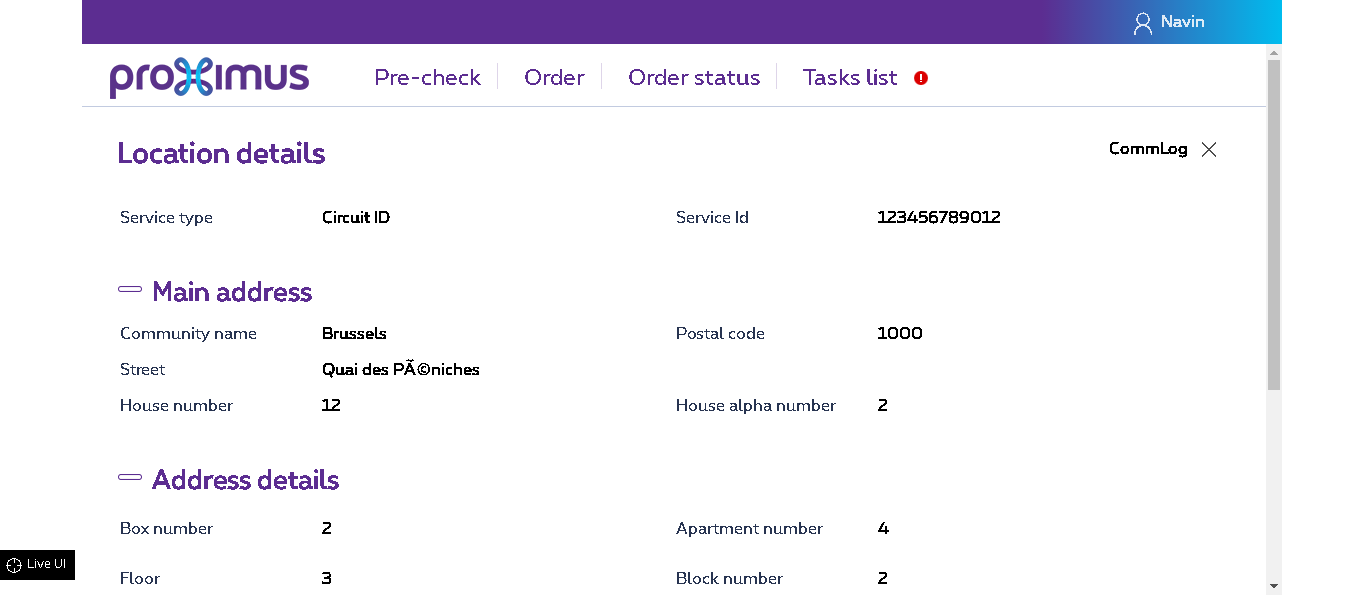 Navin
proximus Pre-check Order Order status Tasks list !
Location details CommLog
Service type Circuit ID Service Id 123456789012
Main address
Community name Brussels Postal code 1000
Street Quai des PÃ©niches
House number 12 House alpha number 2
Address details
Box number 2 Apartment number 4
Live UI
Floor 3 Block number 2